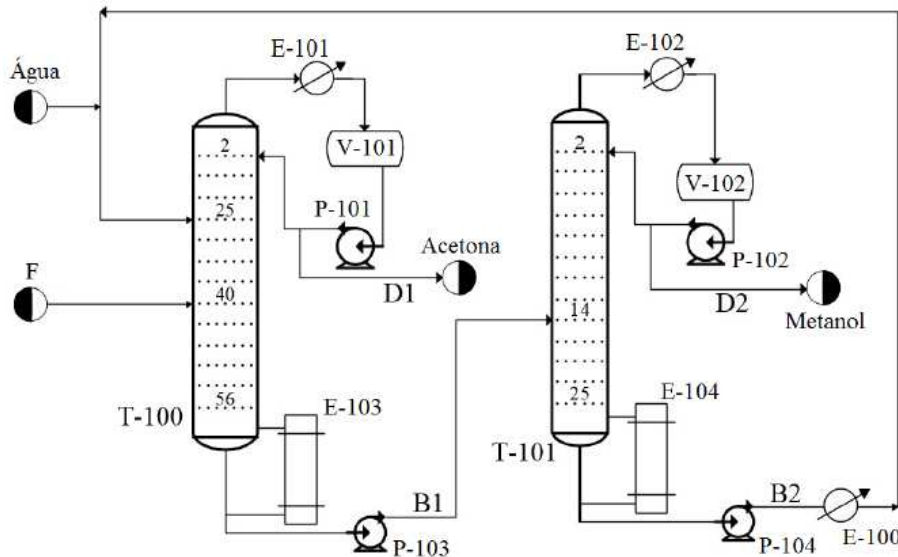 E-101
E-102
Água
2
V-101
2
V-102
25
P-101
P-102
Acetona
F
40
D1
14
D2
Metanol
56
25
T-100
E-103
E-104
T-101
B1
B2
P-103
P-104
E-100